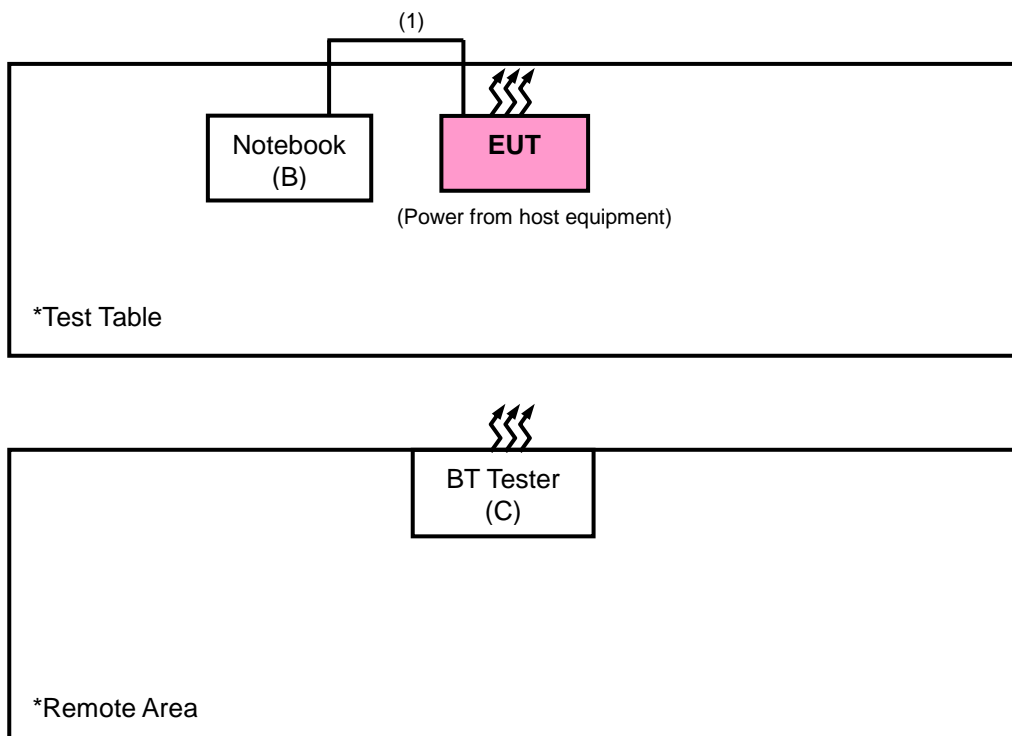 (1)
Notebook
(B)
EUT
(Power from host equipment)
*Test Table
BT Tester
(C)
*Remote Area